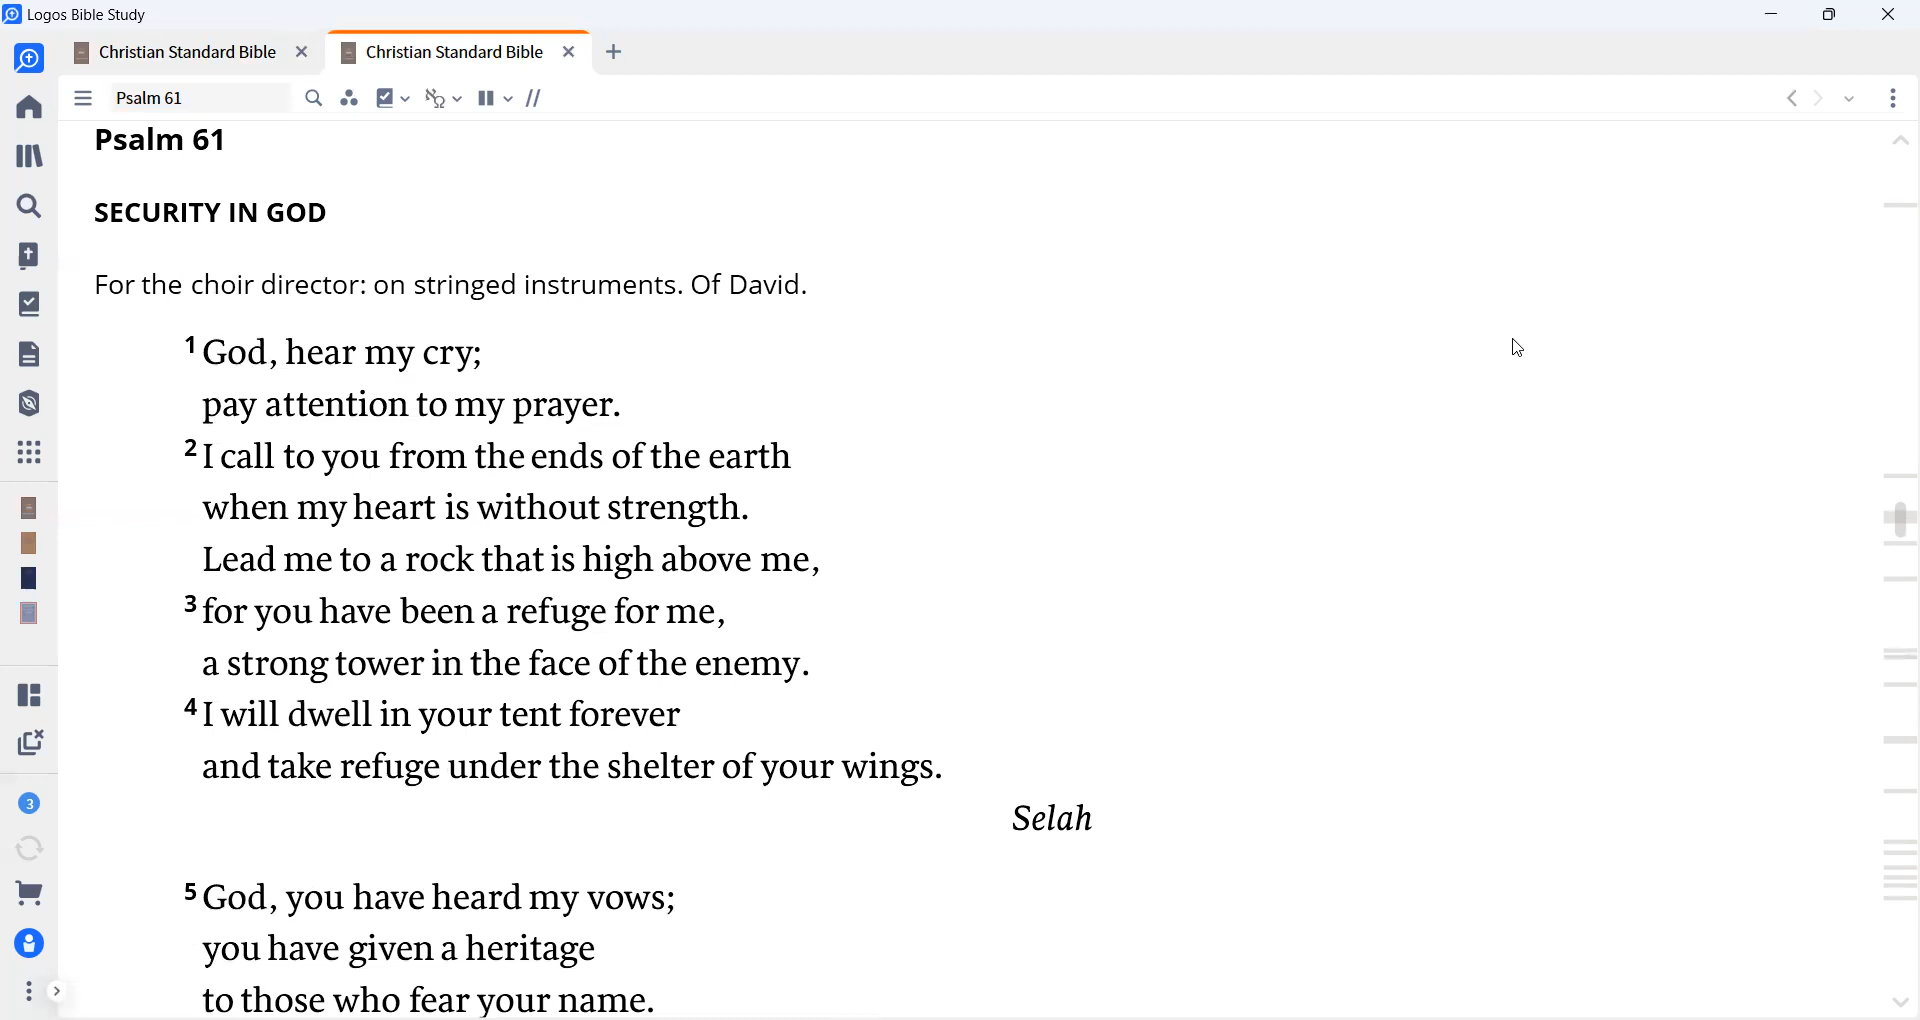 Logos Bible Study
Christian Standard Bible
Christian Standard Bible
Psalm 61
Psalm 61
SECURITY IN GOD
For the choir director: on stringed instruments. Of David.
1 God, hear my cry;
pay attention to my prayer.
2 I call to you from the ends of the earth
when my heart is without strength.
Lead me to a rock that is high above me,
3 for you have been a refuge for me,
a strong tower in the face of the enemy.
4 I will dwell in your tent forever
and take refuge under the shelter of your wings.
Selah
5 God, you have heard my vows;
you have given a heritage
to those who fear your name.
3